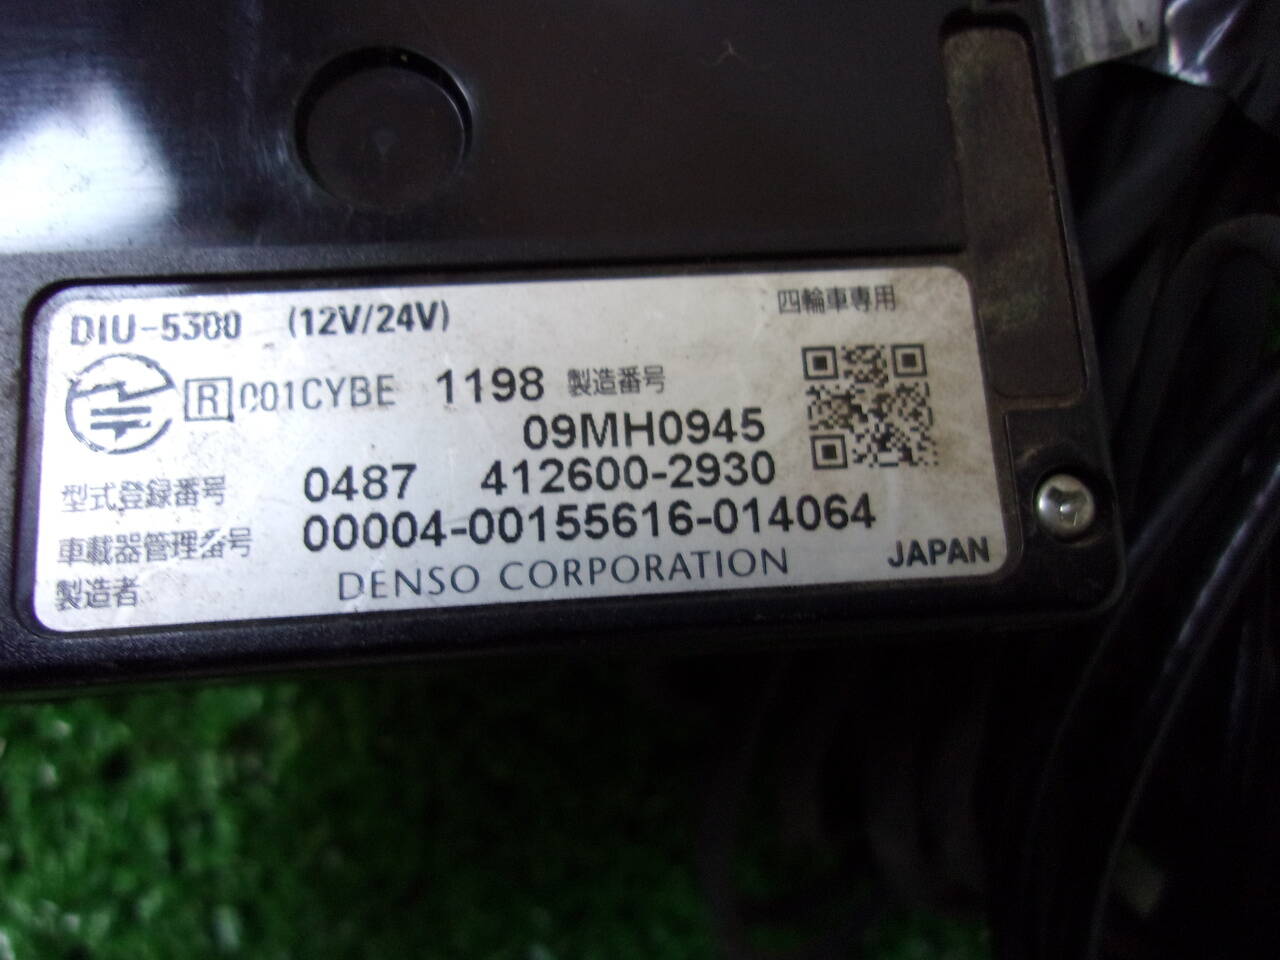 DIU-5300 (12V/24V) 四輪車専用
R 001CYBE 1198 製造番号
09MH0945
型式登録番号 0487 412600-2930
車載器管理番号 00004-00155616-014064
製造者 DENSO CORPORATION JAPAN